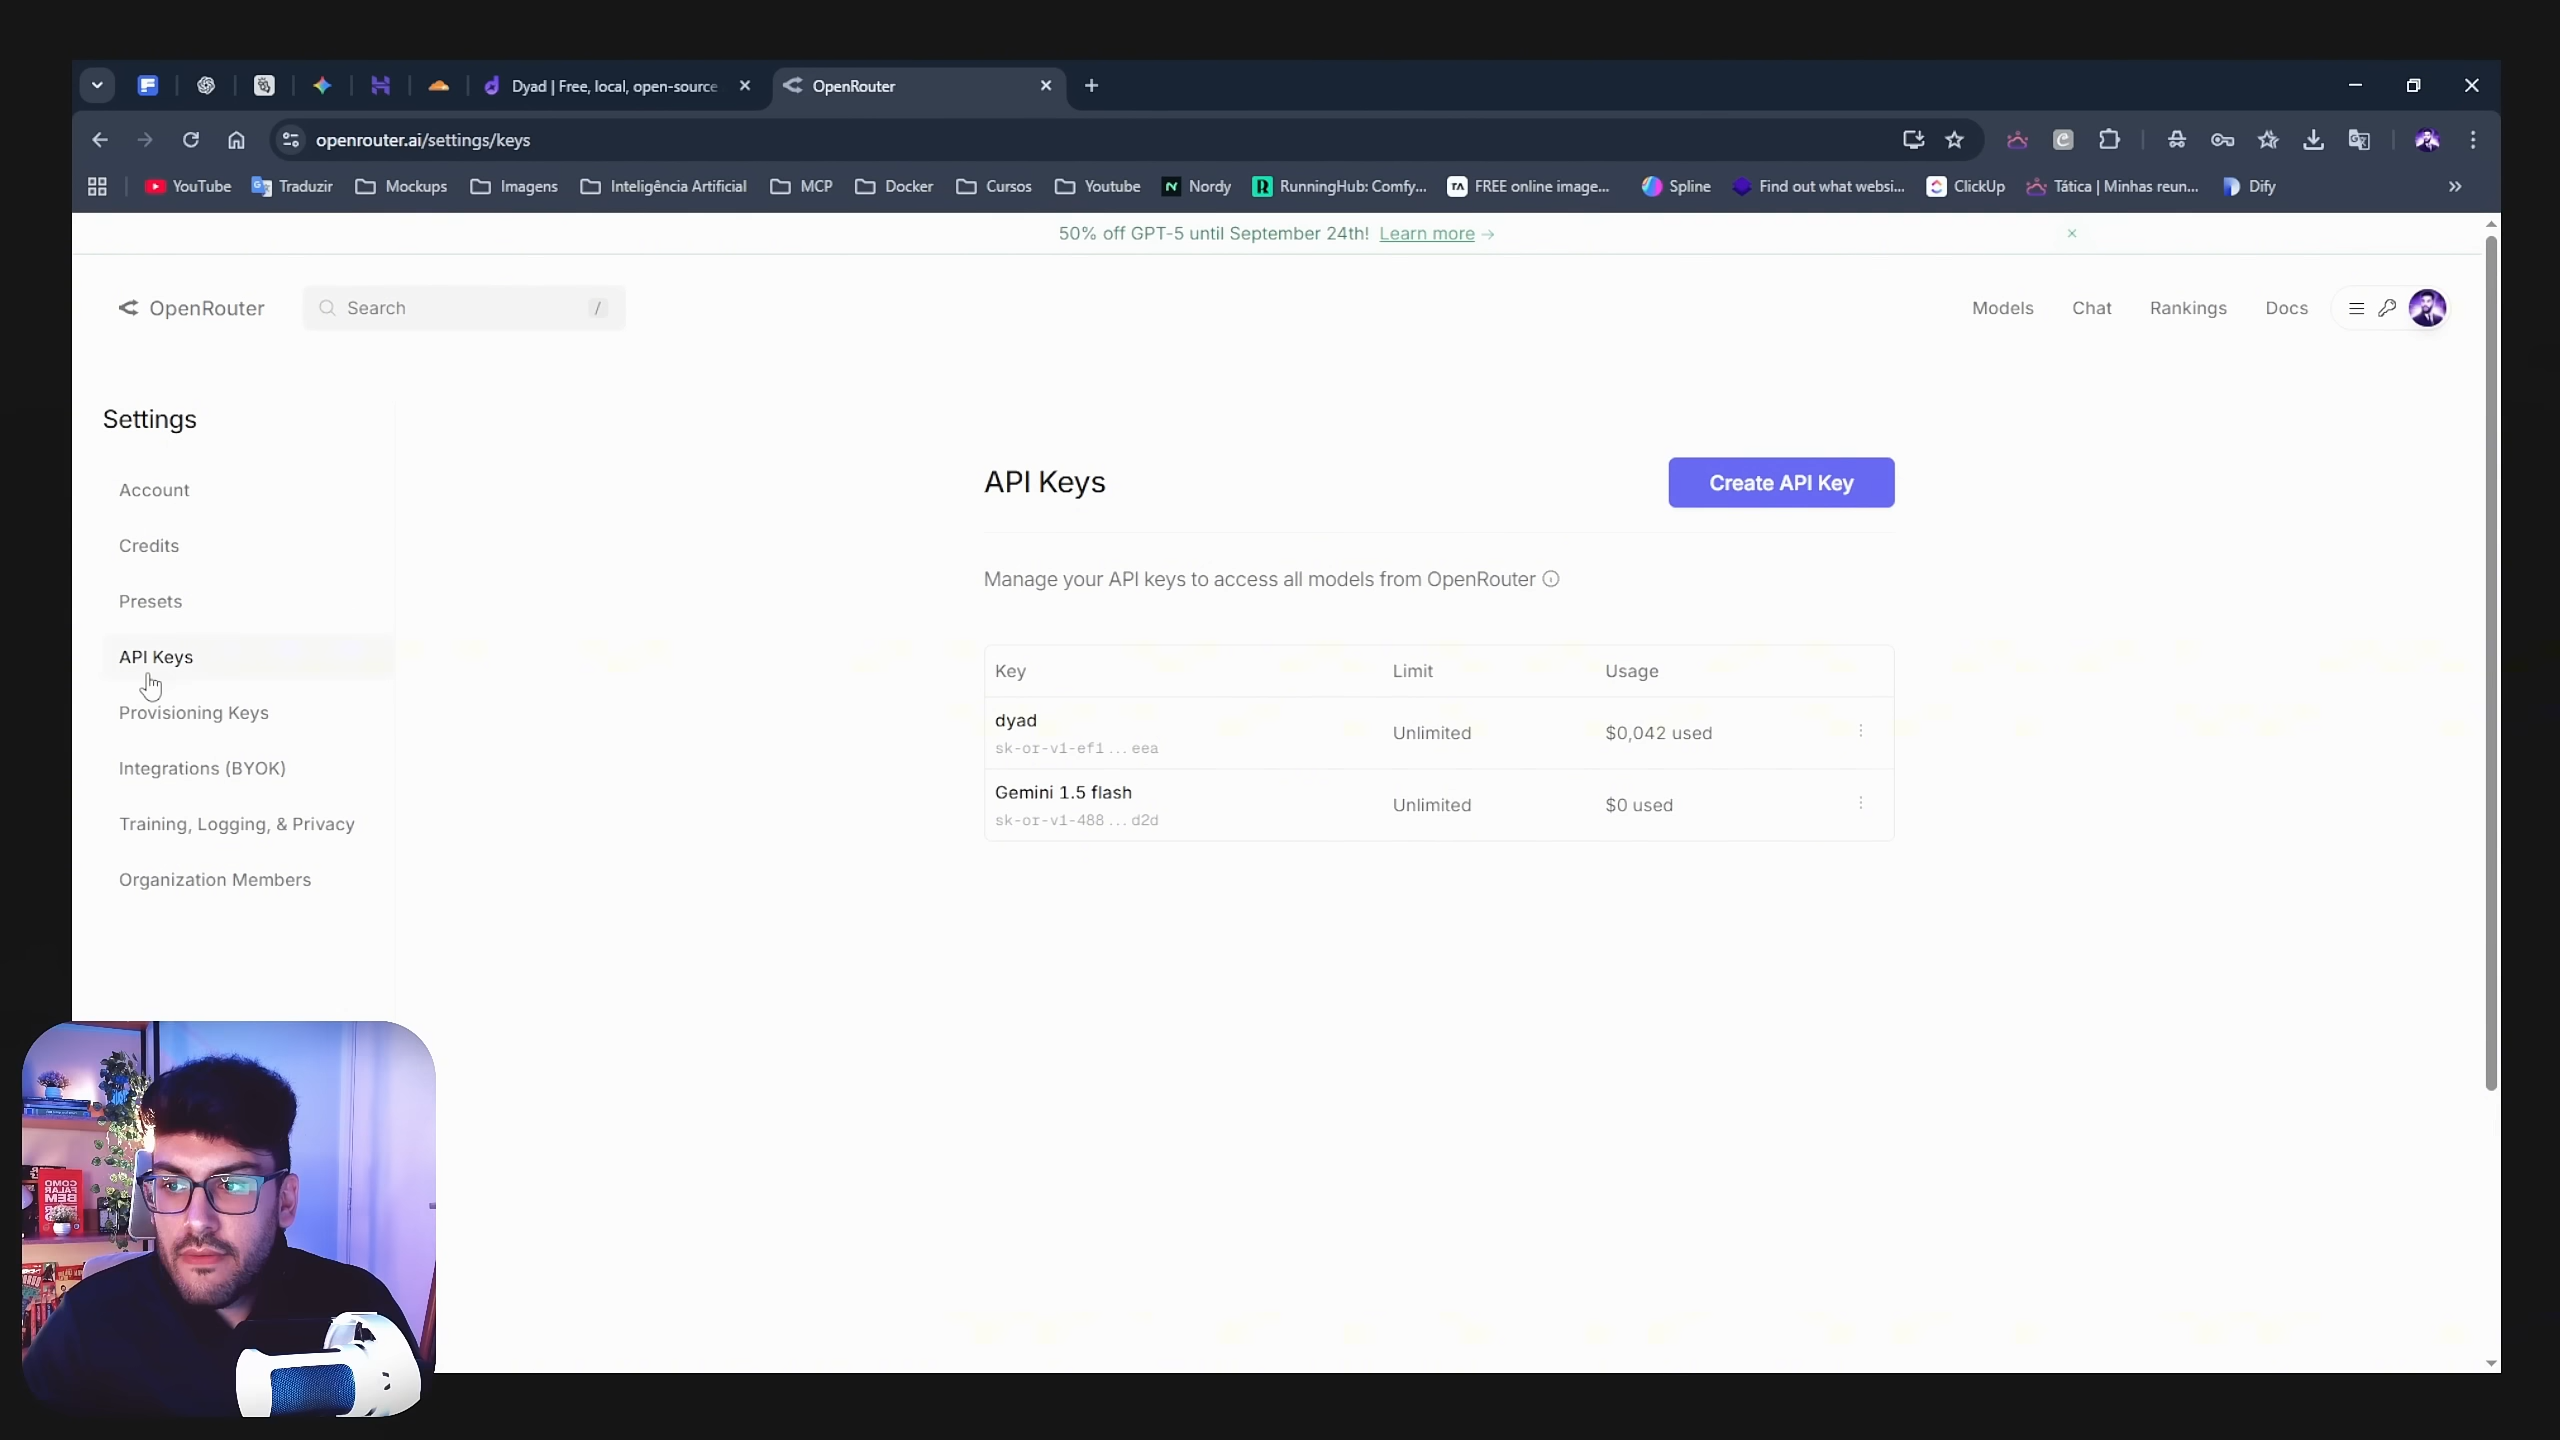 Dyad | Free, local, open-source
OpenRouter
openrouter.ai/settings/keys
YouTube
Traduzir
Mockups
Imagens
Inteligência Artificial
MCP
Docker
Cursos
Youtube
Nordy
RunningHub: Comfy...
FREE online image...
Spline
Find out what websi...
ClickUp
Tática | Minhas reun...
Dify
50% off GPT-5 until September 24th! Learn more →
OpenRouter
Search /
Models
Chat
Rankings
Docs
Settings
Account
Credits
Presets
API Keys
Provisioning Keys
Integrations (BYOK)
Training, Logging, & Privacy
Organization Members
API Keys
Create API Key
Manage your API keys to access all models from OpenRouter
Key Limit Usage
dyad
sk-or-v1-ef1...eea
Unlimited
$0,042 used
Gemini 1.5 flash
sk-or-v1-488...d2d
Unlimited
$0 used
COMO
FALAR
BEM